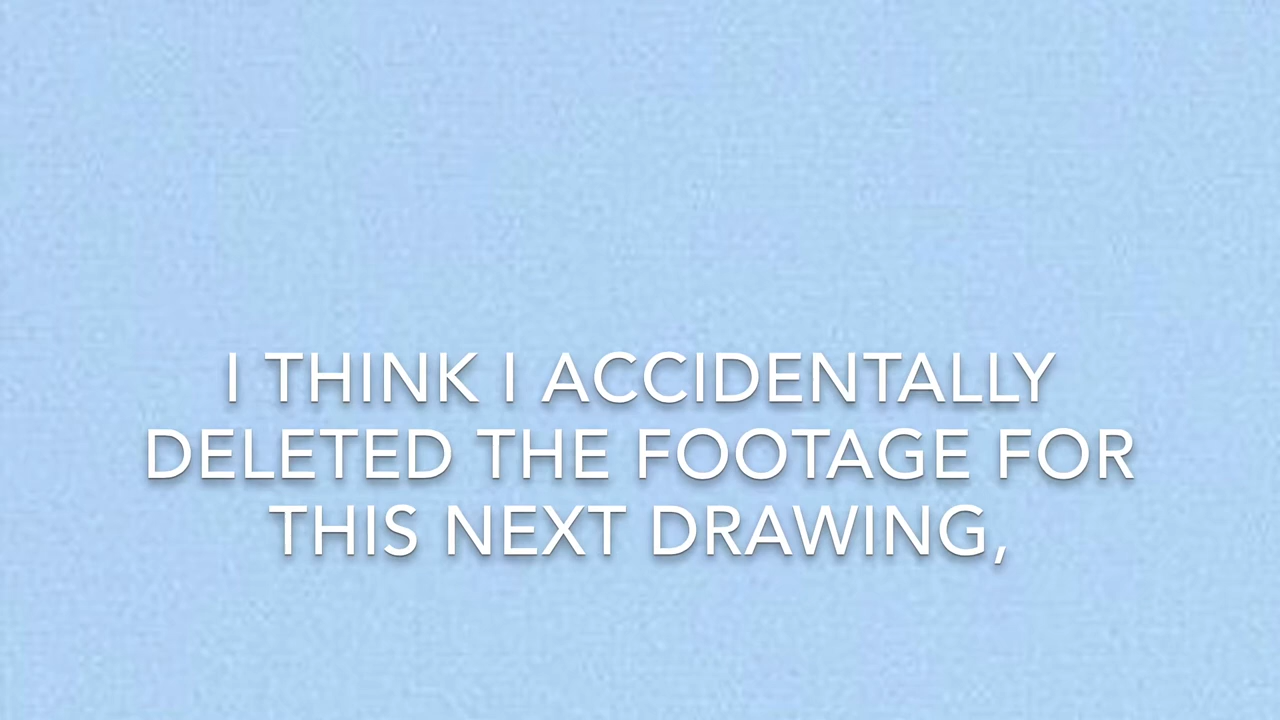 I THINK I ACCIDENTALLY
DELETED THE FOOTAGE FOR
THIS NEXT DRAWING,